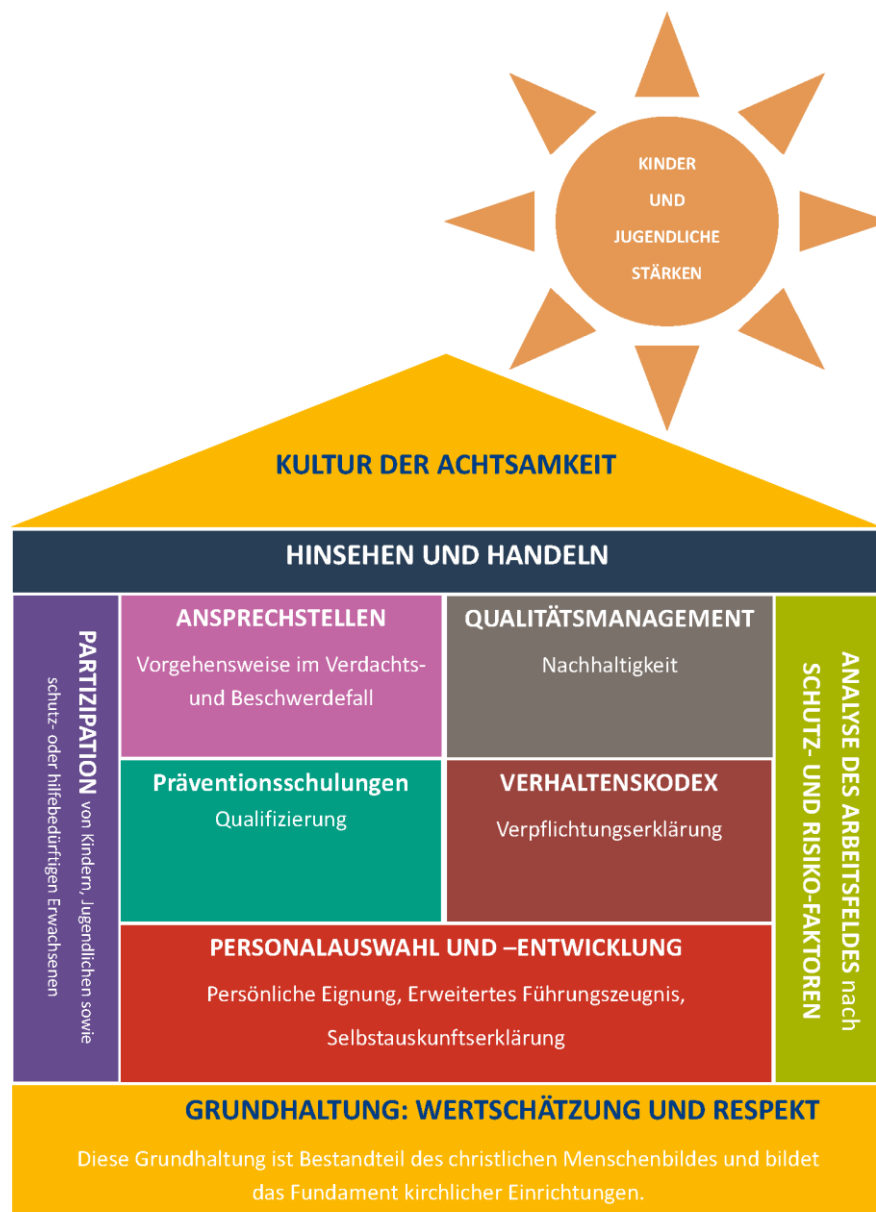 KINDER
UND
JUGENDLICHE
STÄRKEN
KULTUR DER ACHTSAMKEIT
HINSEHEN UND HANDELN
PARTIZIPATION von Kindern, Jugendlichen sowie
schutz- oder hilfebedürftigen Erwachsenen
ANSPRECHSTELLEN
Vorgehensweise im Verdachts-
und Beschwerdefall
QUALITÄTSMANAGEMENT
Nachhaltigkeit
Präventionsschulungen
Qualifizierung
VERHALTENSKODEX
Verpflichtungserklärung
PERSONALAUSWAHL UND –ENTWICKLUNG
Persönliche Eignung, Erweitertes Führungszeugnis,
Selbstauskunftserklärung
ANALYSE DES ARBEITSFELDES nach
SCHUTZ- UND RISIKO-FAKTOREN
GRUNDHALTUNG: WERTSCHÄTZUNG UND RESPEKT
Diese Grundhaltung ist Bestandteil des christlichen Menschenbildes und bildet
das Fundament kirchlicher Einrichtungen.